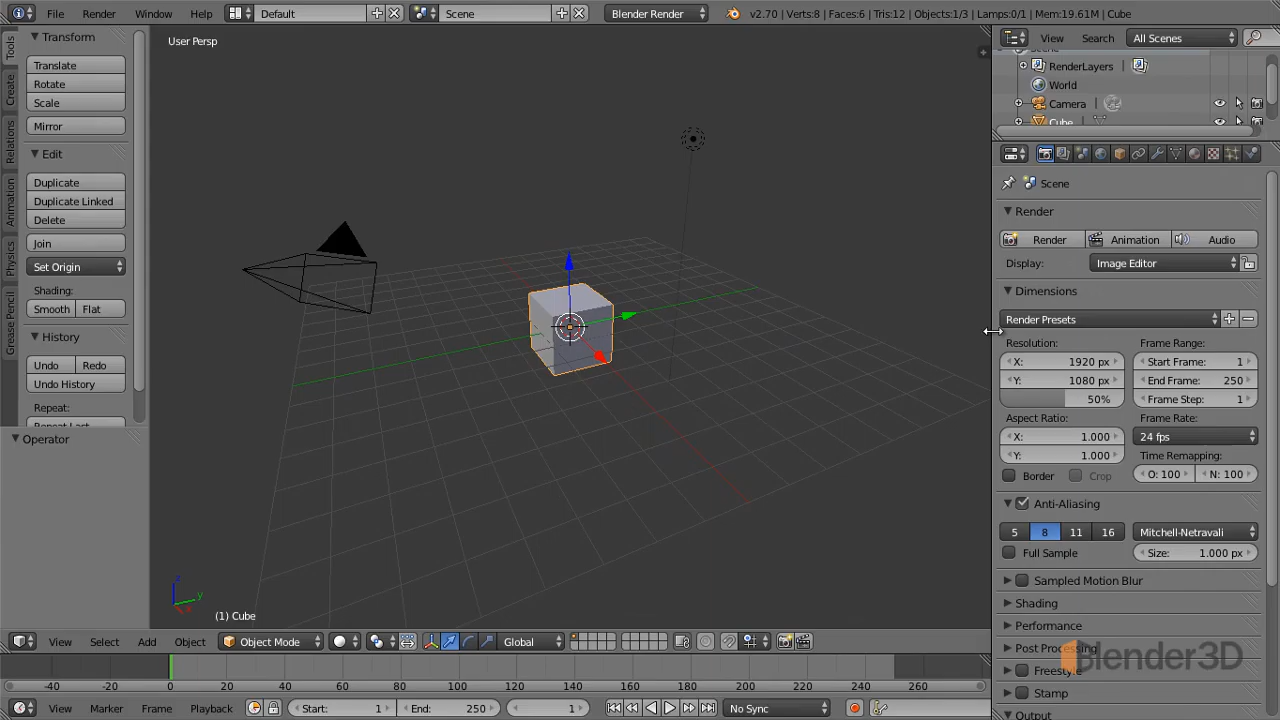 File Render Window Help Default Scene Blender Render v2.70 | Verts:8 | Faces:6 | Tris:12 | Objects:1/3 | Lamps:0/1 | Mem:19.61M | Cube
Tools
Create
Relations
Animation
Physics
Grease Pencil
Transform
Translate
Rotate
Scale
Mirror
Edit
Duplicate
Duplicate Linked
Delete
Join
Set Origin
Shading:
Smooth Flat
History
Undo Redo
Undo History
Repeat:
Repeat Last
Operator
User Persp
z
y
x
(1) Cube
View Select Add Object Object Mode Global
-40 -20 0 20 40 60 80 100 120 140 160 180 200 220 240 260
View Marker Frame Playback Start: 1 End: 250 1 No Sync
View Search All Scenes
Scene
RenderLayers
World
Camera
Cube
Scene
Render
Render Animation Audio
Display: Image Editor
Dimensions
Render Presets
Resolution: Frame Range:
X: 1920 px Start Frame: 1
Y: 1080 px End Frame: 250
50% Frame Step: 1
Aspect Ratio: Frame Rate:
X: 1.000 24 fps
Y: 1.000 Time Remapping:
Border Crop O: 100 N: 100
Anti-Aliasing
5 8 11 16 Mitchell-Netravali
Full Sample Size: 1.000 px
Sampled Motion Blur
Shading
Performance
Post Processing
Blender3D
Freestyle
Stamp
Output